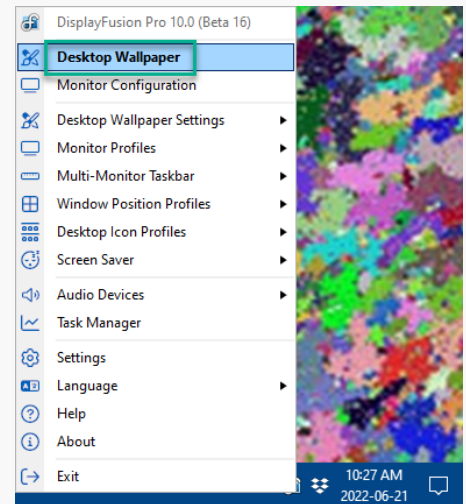 DisplayFusion Pro 10.0 (Beta 16)
Desktop Wallpaper
Monitor Configuration
Desktop Wallpaper Settings
Monitor Profiles
Multi-Monitor Taskbar
Window Position Profiles
Desktop Icon Profiles
Screen Saver
Audio Devices
Task Manager
Settings
Language
Help
About
Exit
10:27 AM
2022-06-21